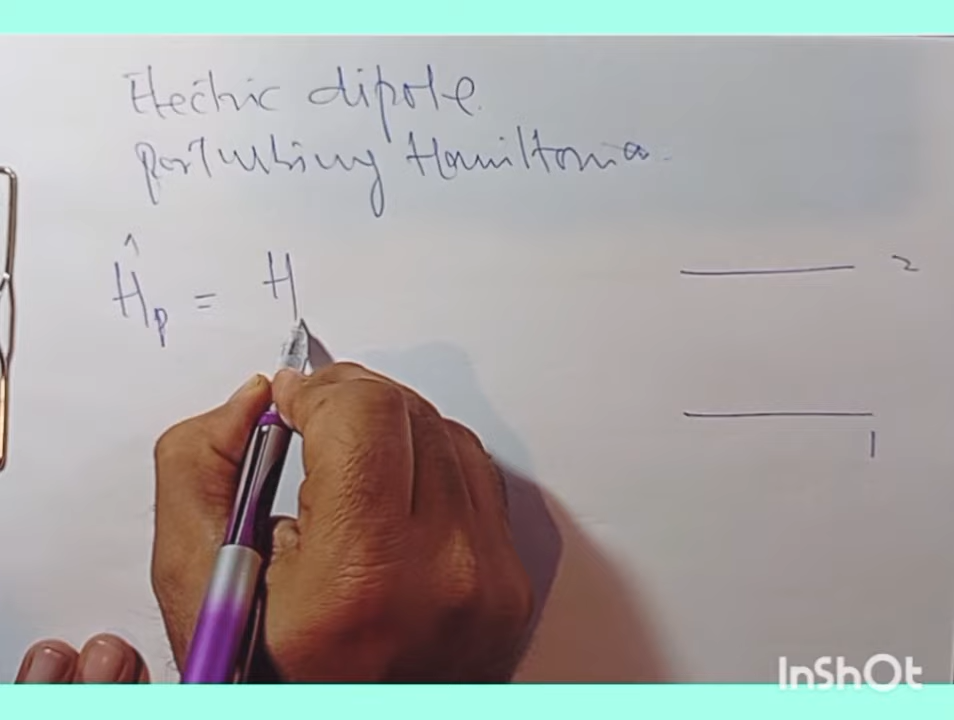 Electric dipole.
perturbing Hamiltonian.
Ĥp = H
2
1
InShOt